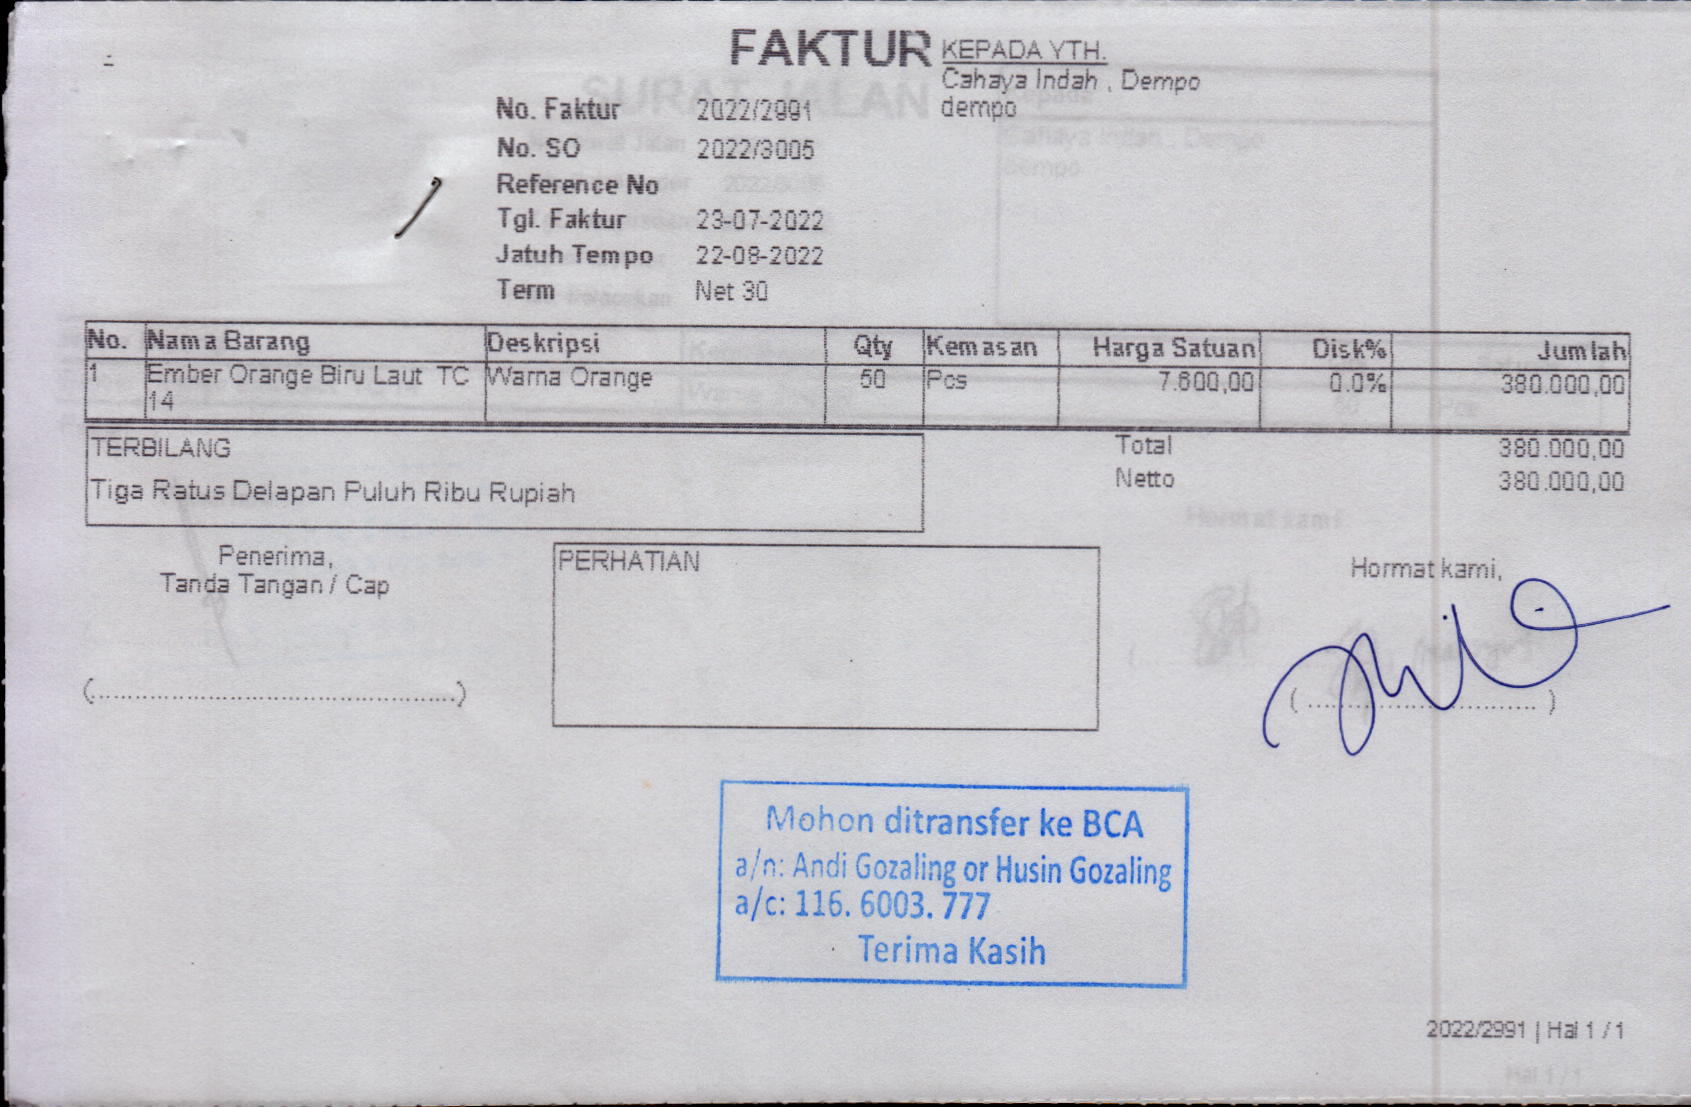 FAKTUR
KEPADA YTH.
Cahaya Indah , Dempo
dempo
No. Faktur 2022/2991
No. SO 2022/3005
Reference No
Tgl. Faktur 23-07-2022
Jatuh Tempo 22-08-2022
Term Net 30
No. Nama Barang Deskripsi Qty Kemasan Harga Satuan Disk% Jumlah
1 Ember Orange Biru Laut TC Warna Orange 50 Pcs 7.600,00 0.0% 380.000,00
14
TERBILANG
Tiga Ratus Delapan Puluh Ribu Rupiah
Total 380.000,00
Netto 380.000,00
Penerima,
Tanda Tangan / Cap
(....................................................)
PERHATIAN
Hormat kami,
( .................................. )
Mohon ditransfer ke BCA
a/n: Andi Gozaling or Husin Gozaling
a/c: 116. 6003. 777
Terima Kasih
2022/2991 | Hal 1 / 1